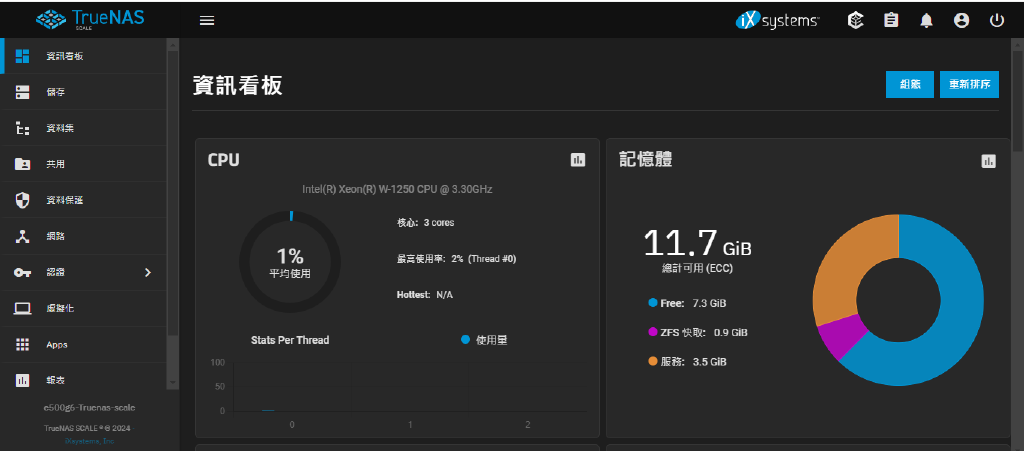 TrueNAS
SCALE
iXsystems
資訊看板
儲存
資料集
共用
資料保護
網路
認證
虛擬化
Apps
報表
e500g6-Truenas-scale
TrueNAS SCALE ® © 2024
iXsystems, Inc
資訊看板
組態
重新排序
CPU
Intel(R) Xeon(R) W-1250 CPU @ 3.30GHz
1%
平均使用
核心: 3 cores
最高使用率: 2% (Thread #0)
Hottest: N/A
Stats Per Thread
使用量
100
50
0
0 1 2
記憶體
11.7 GiB
總計可用 (ECC)
Free: 7.3 GiB
ZFS 快取: 0.9 GiB
服務: 3.5 GiB